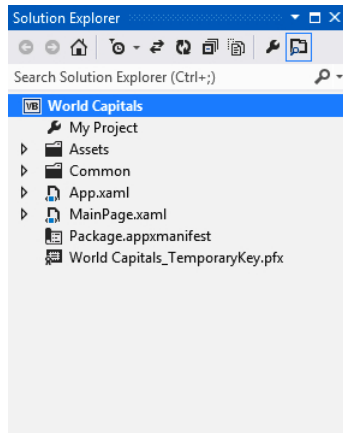 Solution Explorer
Search Solution Explorer (Ctrl+;)
VB World Capitals
My Project
Assets
Common
App.xaml
MainPage.xaml
Package.appxmanifest
World Capitals_TemporaryKey.pfx